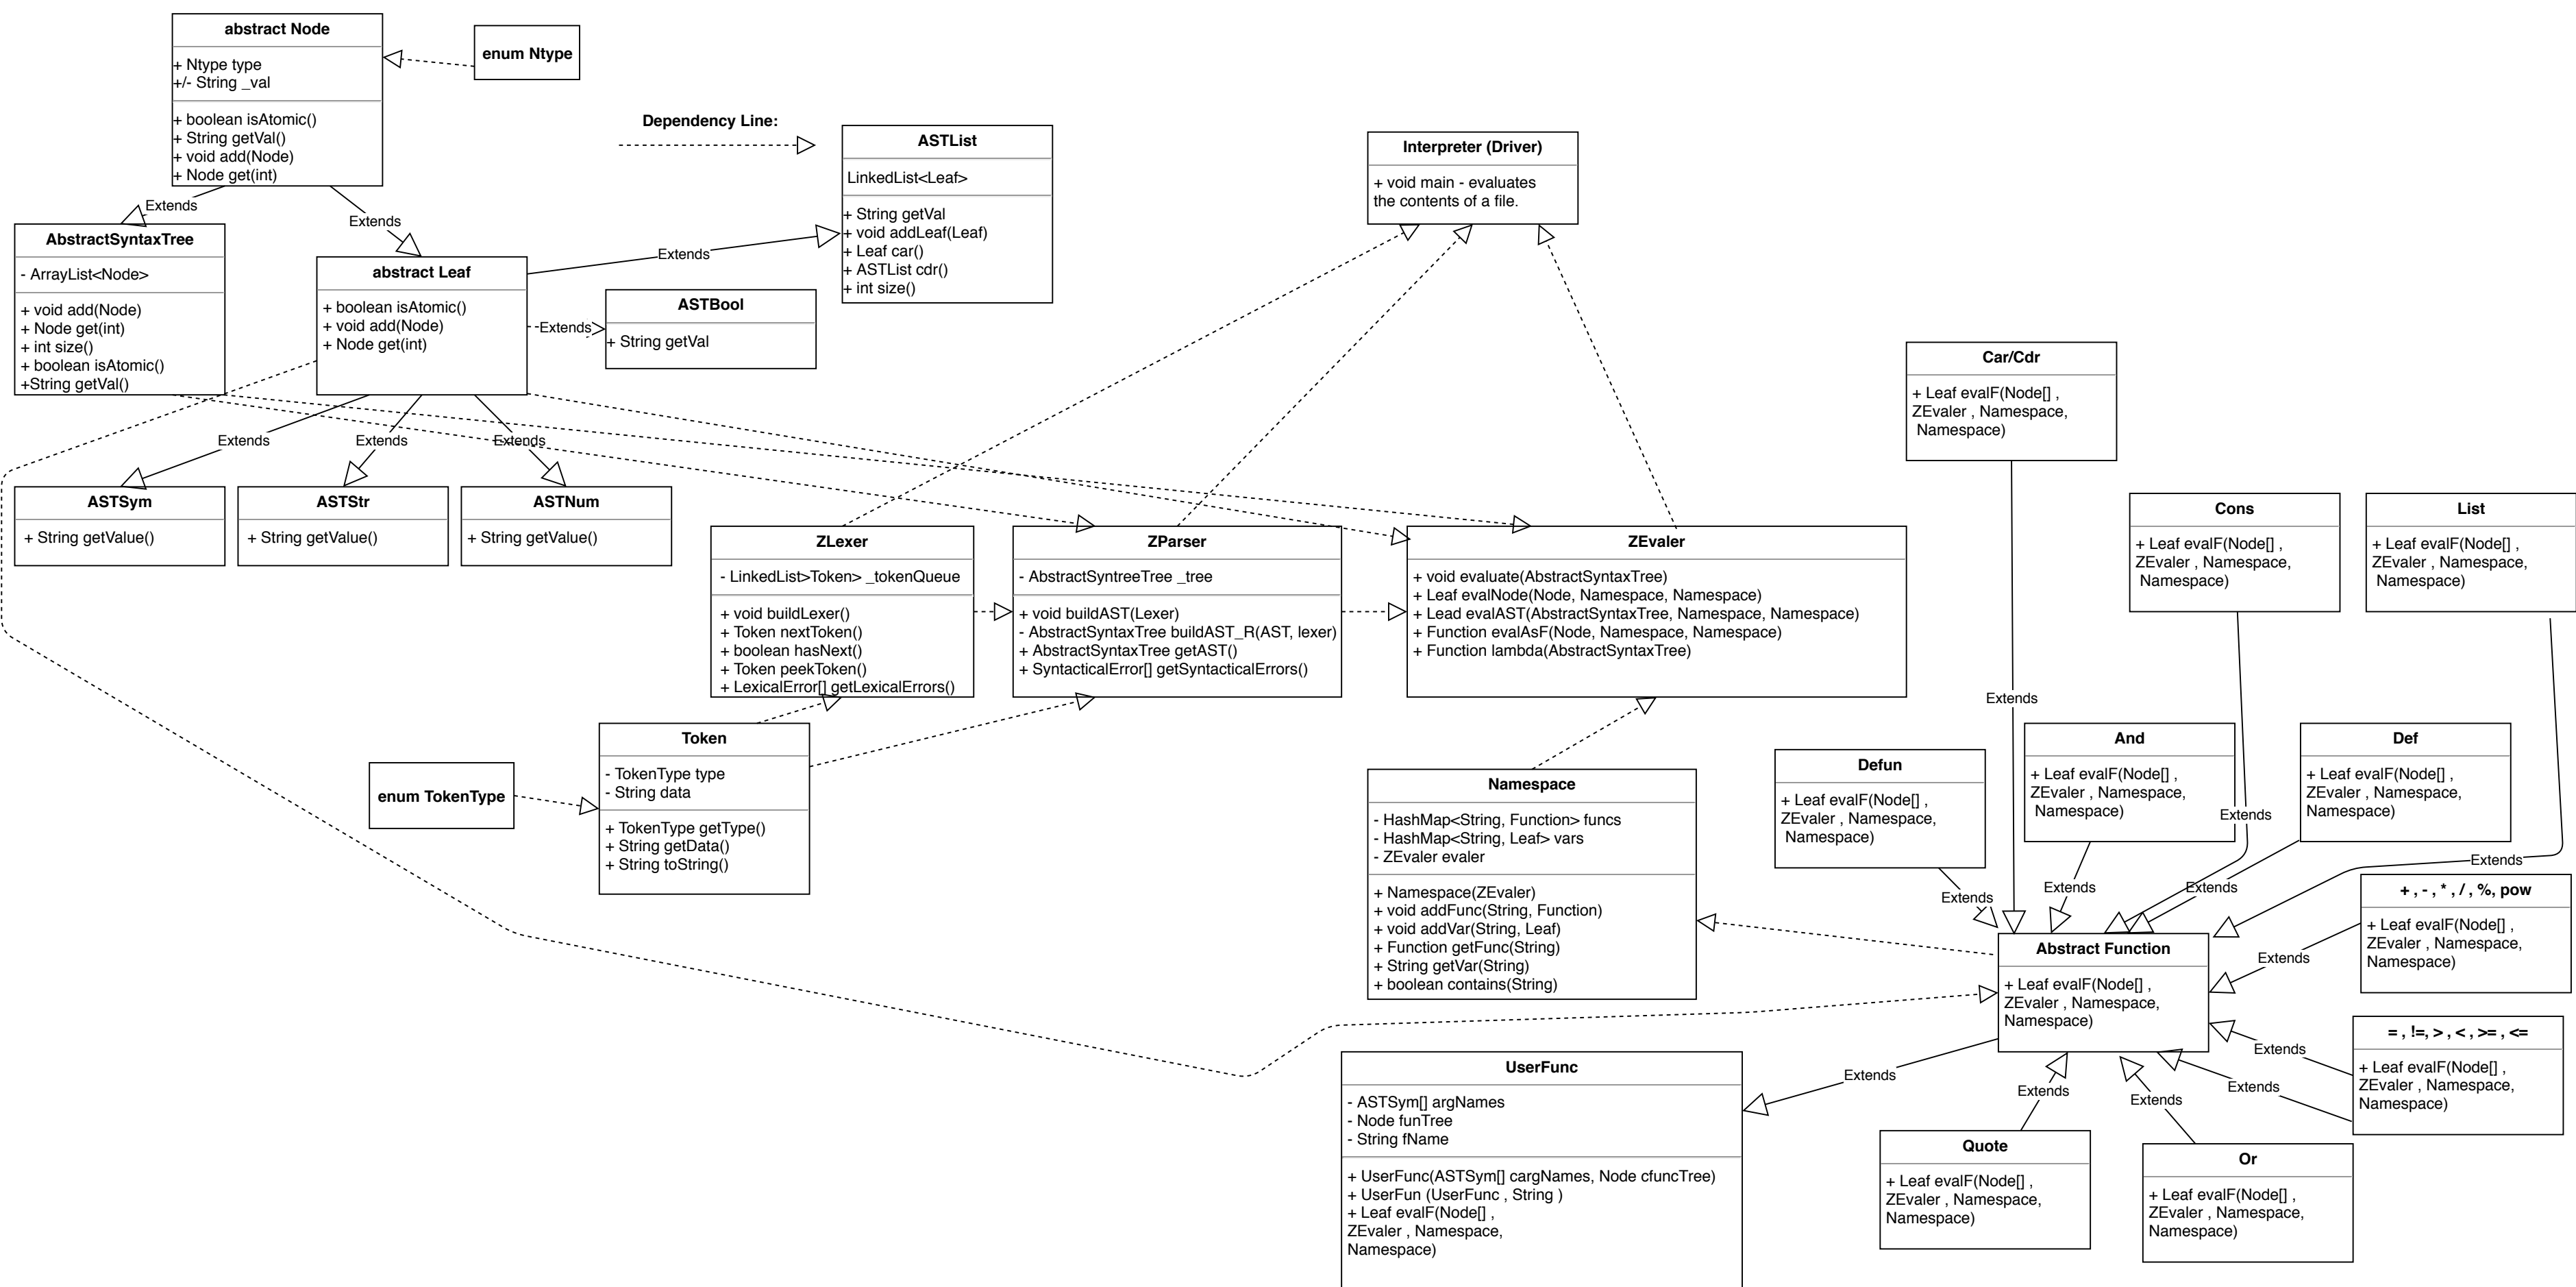 abstract Node
+ Ntype type
+/- String _val
+ boolean isAtomic()
+ String getVal()
+ void add(Node)
+ Node get(int)
enum Ntype
Dependency Line:
Extends
Extends
AbstractSyntaxTree
- ArrayList<Node>
+ void add(Node)
+ Node get(int)
+ int size()
+ boolean isAtomic()
+String getVal()
abstract Leaf
+ boolean isAtomic()
+ void add(Node)
+ Node get(int)
Extends
ASTList
LinkedList<Leaf>
+ String getVal
+ void addLeaf(Leaf)
+ Leaf car()
+ ASTList cdr()
+ int size()
Extends
ASTBool
+ String getVal
Extends
Extends
Extends
ASTSym
+ String getValue()
ASTStr
+ String getValue()
ASTNum
+ String getValue()
Interpreter (Driver)
+ void main - evaluates
the contents of a file.
ZLexer
- LinkedList>Token> _tokenQueue
+ void buildLexer()
+ Token nextToken()
+ boolean hasNext()
+ Token peekToken()
+ LexicalError[] getLexicalErrors()
ZParser
- AbstractSyntreeTree _tree
+ void buildAST(Lexer)
- AbstractSyntaxTree buildAST_R(AST, lexer)
+ AbstractSyntaxTree getAST()
+ SyntacticalError[] getSyntacticalErrors()
ZEvaler
+ void evaluate(AbstractSyntaxTree)
+ Leaf evalNode(Node, Namespace, Namespace)
+ Lead evalAST(AbstractSyntaxTree, Namespace, Namespace)
+ Function evalAsF(Node, Namespace, Namespace)
+ Function lambda(AbstractSyntaxTree)
enum TokenType
Token
- TokenType type
- String data
+ TokenType getType()
+ String getData()
+ String toString()
Namespace
- HashMap<String, Function> funcs
- HashMap<String, Leaf> vars
- ZEvaler evaler
+ Namespace(ZEvaler)
+ void addFunc(String, Function)
+ void addVar(String, Leaf)
+ Function getFunc(String)
+ String getVar(String)
+ boolean contains(String)
Car/Cdr
+ Leaf evalF(Node[] ,
ZEvaler , Namespace,
Namespace)
Cons
+ Leaf evalF(Node[] ,
ZEvaler , Namespace,
Namespace)
List
+ Leaf evalF(Node[] ,
ZEvaler , Namespace,
Namespace)
Extends
Defun
+ Leaf evalF(Node[] ,
ZEvaler , Namespace,
Namespace)
And
+ Leaf evalF(Node[] ,
ZEvaler , Namespace,
Namespace)
Extends
Def
+ Leaf evalF(Node[] ,
ZEvaler , Namespace,
Namespace)
Extends
Extends
Extends
Extends
+ , - , * , / , %, pow
+ Leaf evalF(Node[] ,
ZEvaler , Namespace,
Namespace)
Extends
Abstract Function
+ Leaf evalF(Node[] ,
ZEvaler , Namespace,
Namespace)
= , !=, > , < , >= , <=
+ Leaf evalF(Node[] ,
ZEvaler , Namespace,
Namespace)
Extends
Extends
Extends
Extends
Extends
UserFunc
- ASTSym[] argNames
- Node funTree
- String fName
+ UserFunc(ASTSym[] cargNames, Node cfuncTree)
+ UserFun (UserFunc , String )
+ Leaf evalF(Node[] ,
ZEvaler , Namespace,
Namespace)
Quote
+ Leaf evalF(Node[] ,
ZEvaler , Namespace,
Namespace)
Or
+ Leaf evalF(Node[] ,
ZEvaler , Namespace,
Namespace)